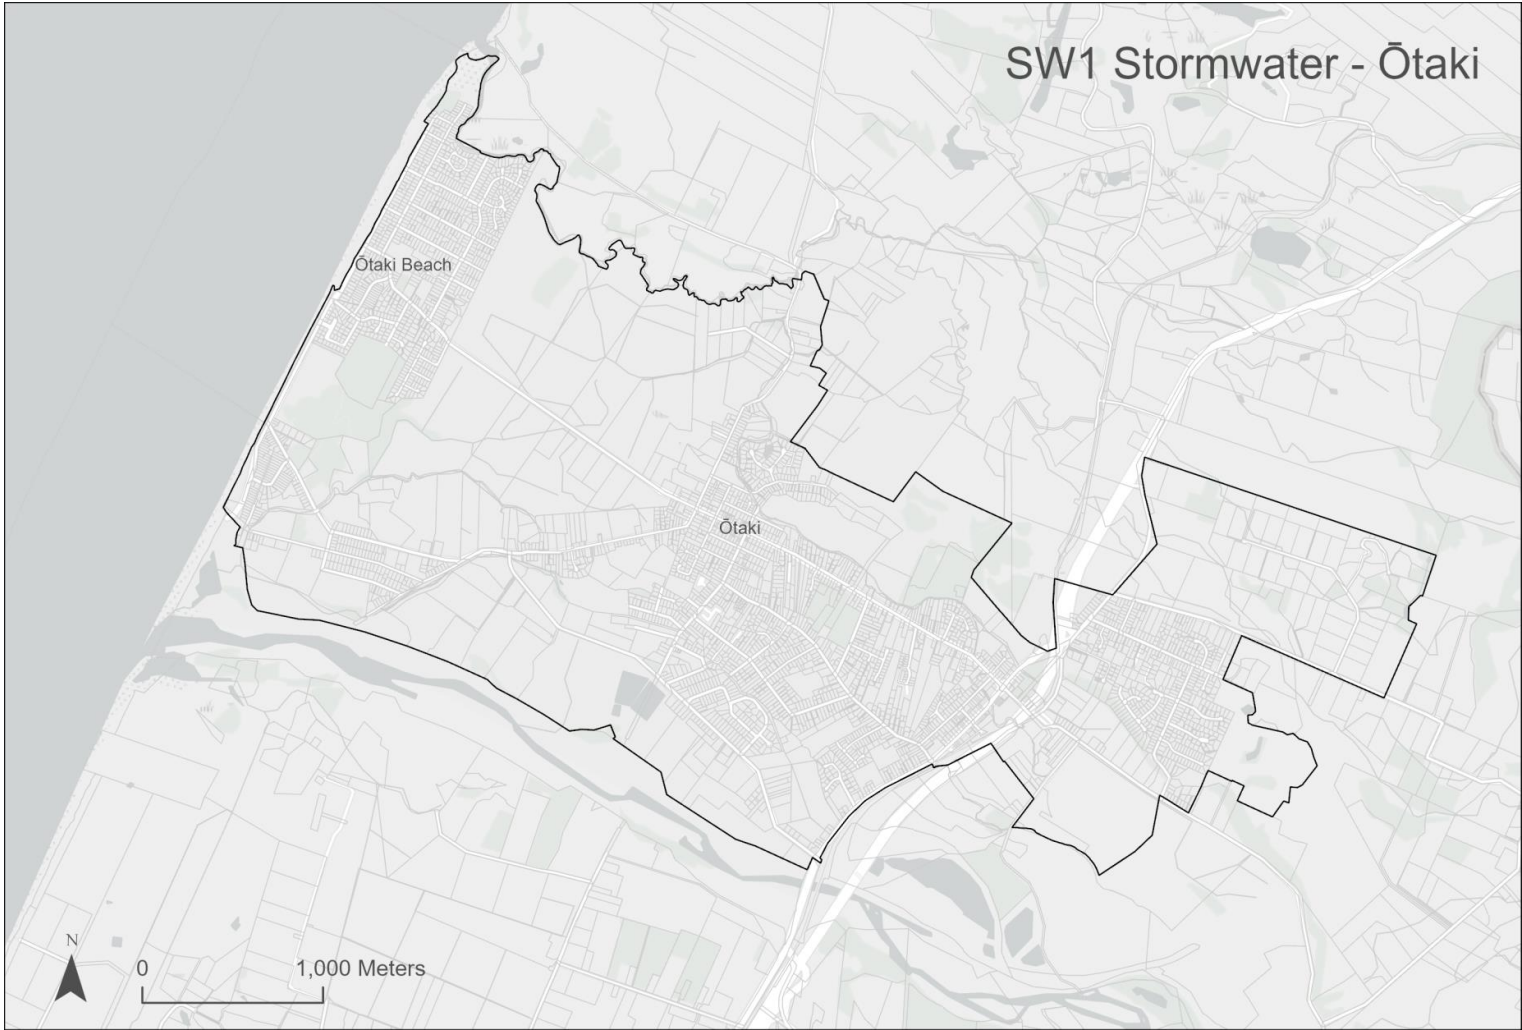 SW1 Stormwater - Ōtaki
Ōtaki Beach
Ōtaki
N
0
1,000 Meters